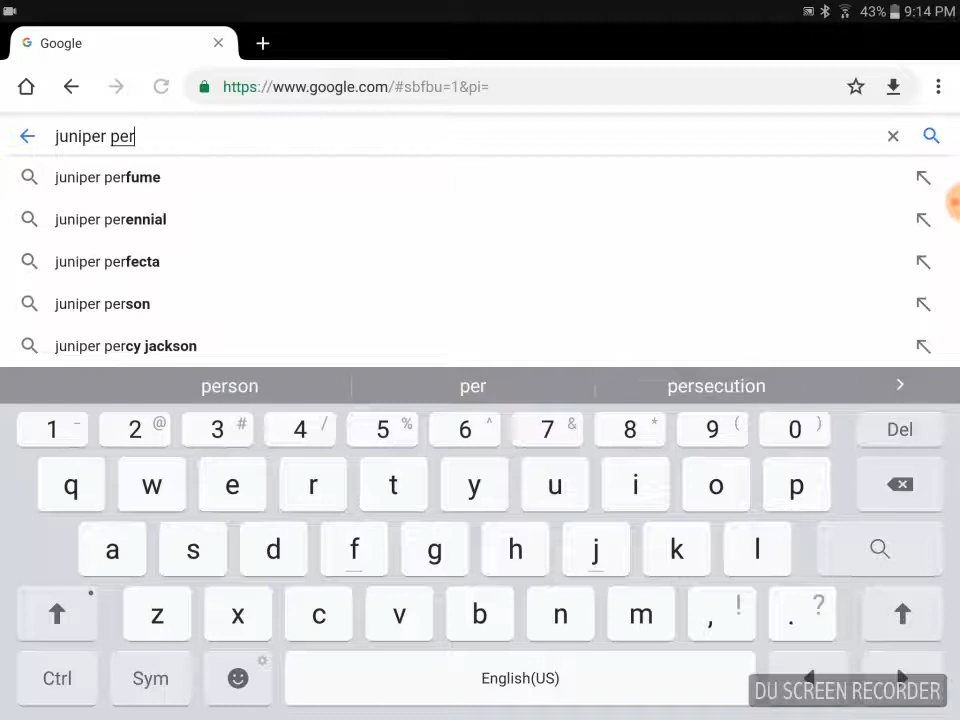 43% 9:14 PM
Google
https://www.google.com/#sbfbu=1&pi=
juniper per
juniper perfume
juniper perennial
juniper perfecta
juniper person
juniper percy jackson
person per persecution
1 - 2 @ 3 # 4 / 5 % 6 ^ 7 & 8 * 9 ( 0 ) Del
q w e r t y u i o p
a s d f g h j k l
z x c v b n m , ! . ?
Ctrl Sym English(US)
DU SCREEN RECORDER